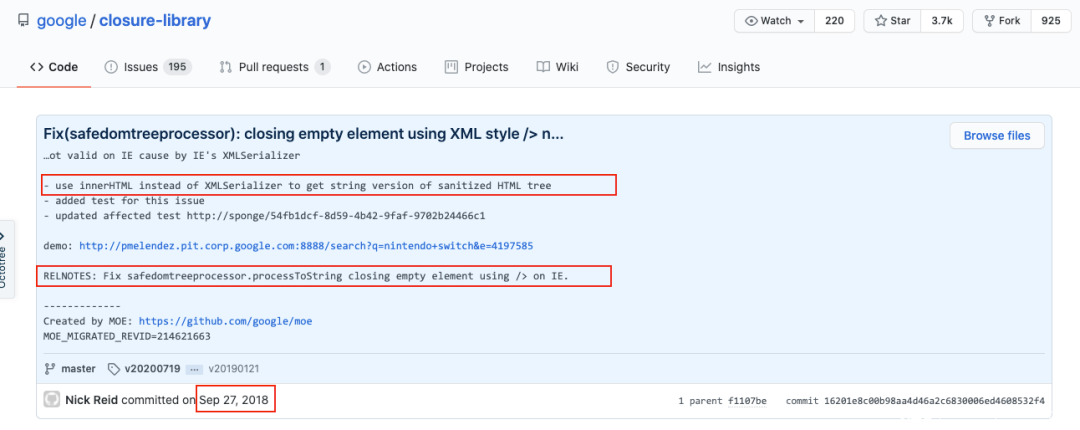 google / closure-library
Watch 220 Star 3.7k Fork 925
Code Issues 195 Pull requests 1 Actions Projects Wiki Security Insights
Fix(safedomtreeprocessor): closing empty element using XML style /> n...
Browse files
…ot valid on IE cause by IE's XMLSerializer
- use innerHTML instead of XMLSerializer to get string version of sanitized HTML tree
- added test for this issue
- updated affected test http://sponge/54fb1dcf-8d59-4b42-9faf-9702b24466c1
demo: http://pmelendez.pit.corp.google.com:8888/search?q=nintendo+switch&e=4197585
Octotree
RELNOTES: Fix safedomtreeprocessor.processToString closing empty element using /> on IE.
-------------
Created by MOE: https://github.com/google/moe
MOE_MIGRATED_REVID=214621663
master v20200719 ... v20190121
Nick Reid committed on Sep 27, 2018
1 parent f1107be commit 16201e8c00b98aa4d46a2c6830006ed4608532f4